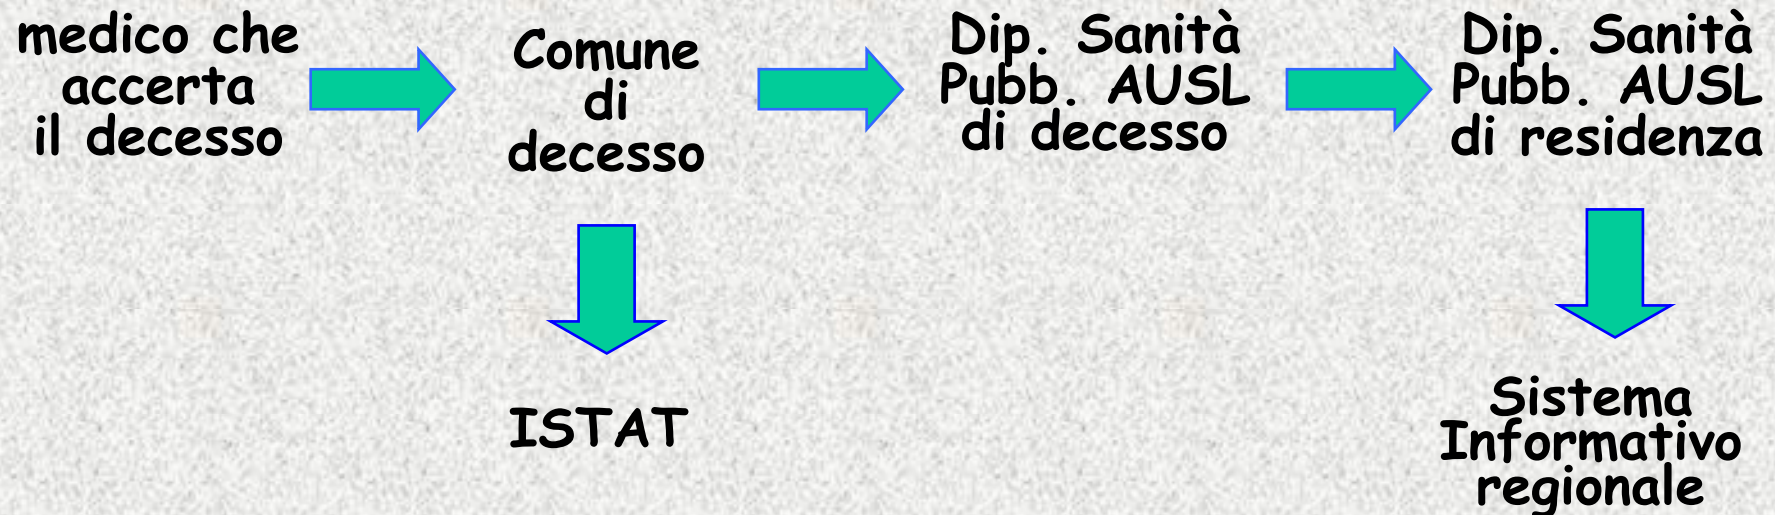 medico che
accerta
il decesso
Comune
di
decesso
Dip. Sanità
Pubb. AUSL
di decesso
Dip. Sanità
Pubb. AUSL
di residenza
ISTAT
Sistema
Informativo
regionale